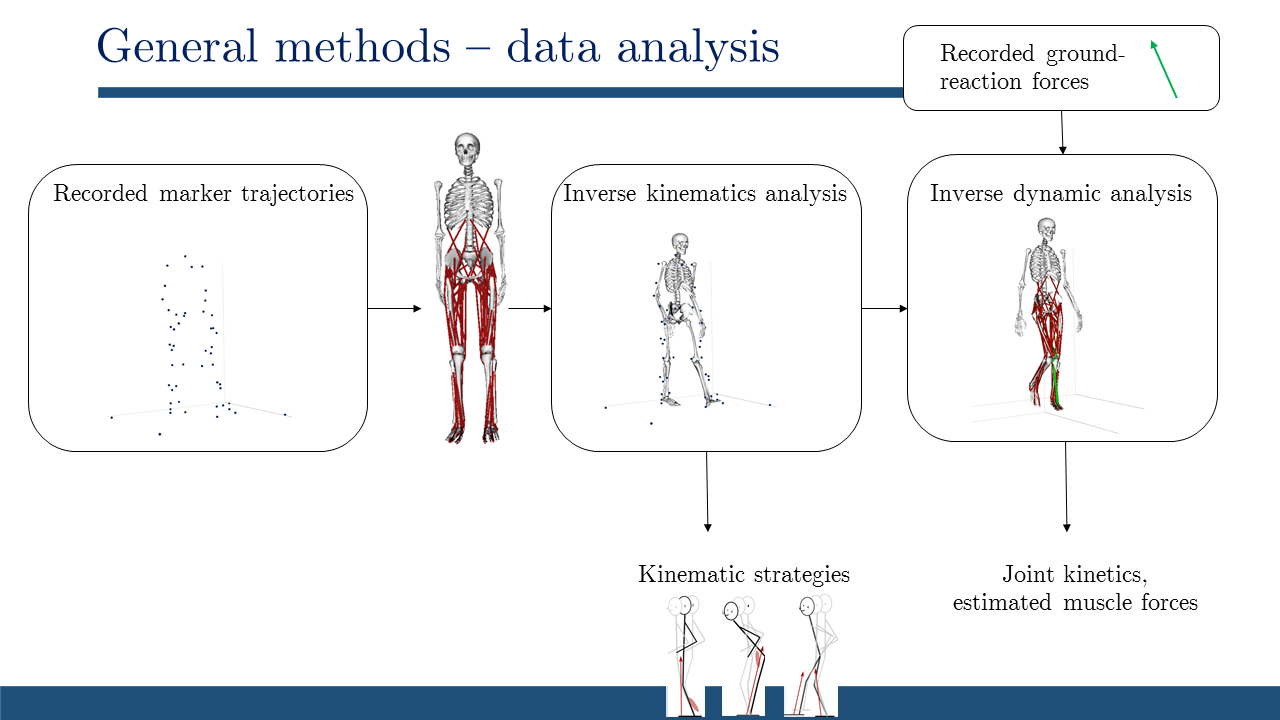 General methods – data analysis
Recorded ground-
reaction forces
Recorded marker trajectories
Inverse kinematics analysis
Inverse dynamic analysis
Kinematic strategies
Joint kinetics,
estimated muscle forces